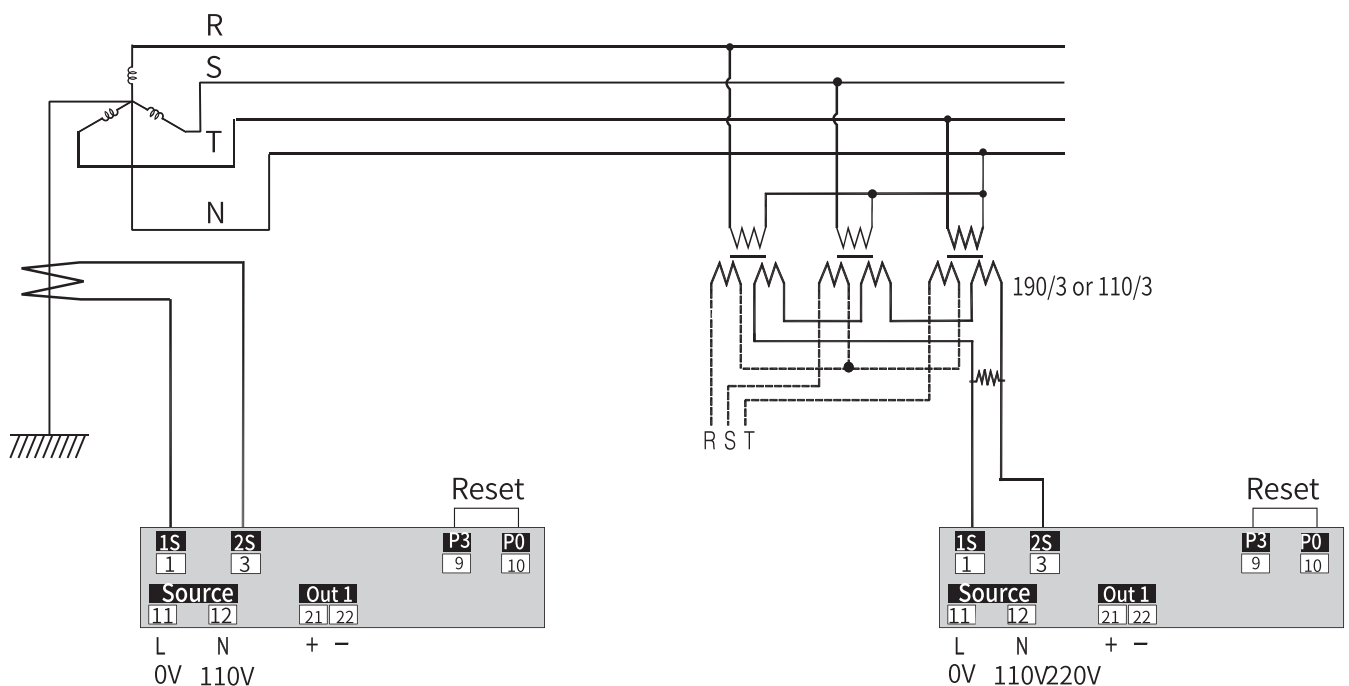 R
S
T
N
190/3 or 110/3
R S T
Reset
Reset
1S 2S P3 P0
1 3 9 10
Source Out 1
11 12 21 22
L N + −
0V 110V
1S 2S P3 P0
1 3 9 10
Source Out 1
11 12 21 22
L N + −
0V 110V220V